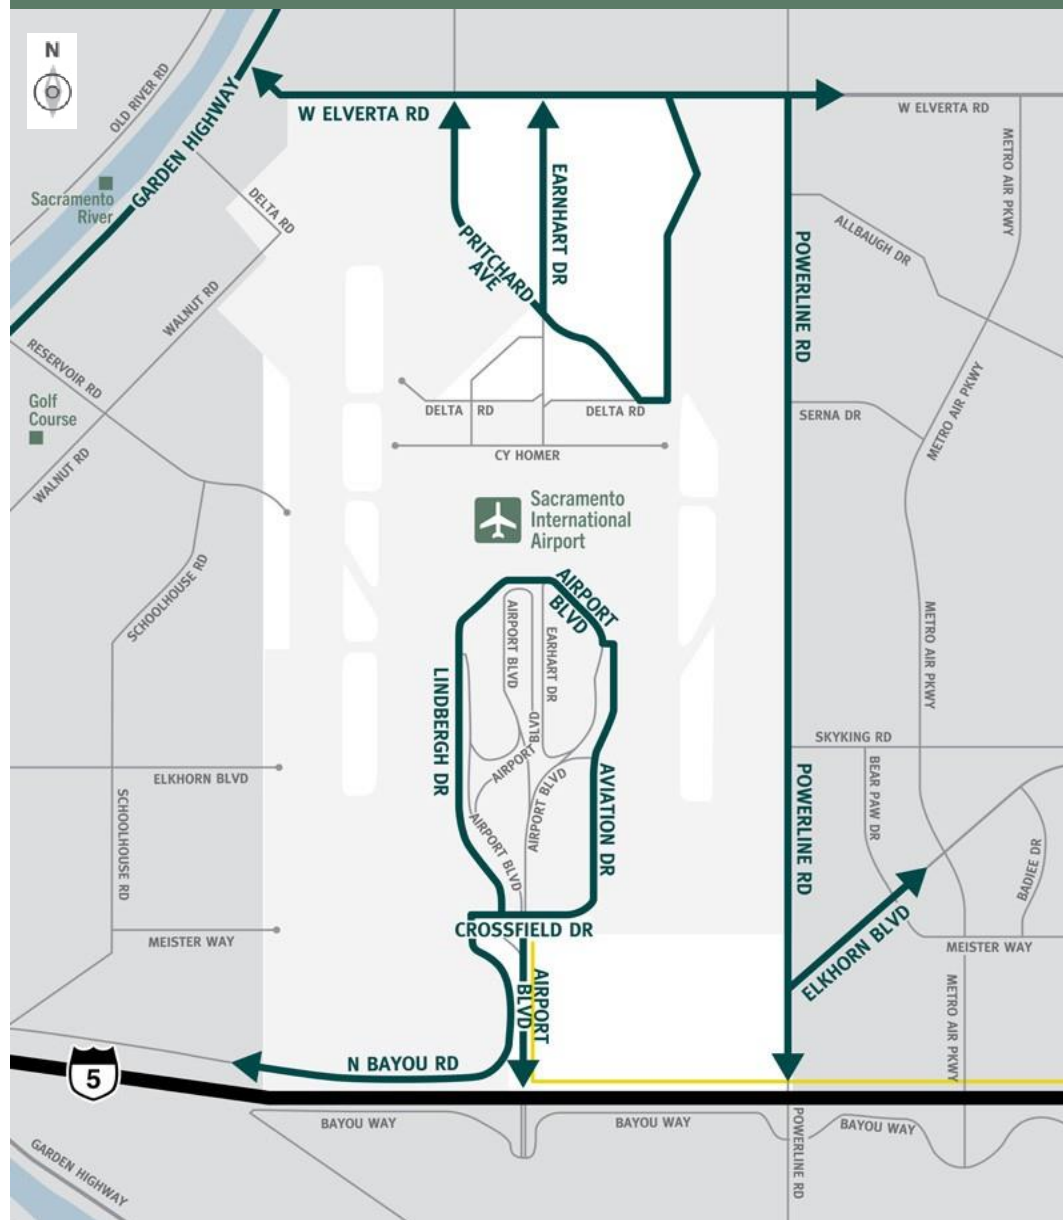 N
OLD RIVER RD
GARDEN HIGHWAY
W ELVERTA RD
W ELVERTA RD
METRO AIR PKWY
Sacramento
River
DELTA RD
EARNHART DR
PRITCHARD
AVE
ALLBAUGH DR
POWERLINE RD
WALNUT RD
RESERVOIR RD
Golf
Course
METRO AIR PKWY
DELTA RD
DELTA RD
SERNA DR
WALNUT RD
CY HOMER
Sacramento
International
Airport
SCHOOLHOUSE RD
AIRPORT
BLVD
AIRPORT BLVD
EARHART DR
METRO AIR PKWY
LINDBERGH DR
BLVD
AIRPORT
SKYKING RD
ELKHORN BLVD
AIRPORT BLVD
AVIATION DR
POWERLINE RD
BEAR PAW DR
SCHOOLHOUSE RD
AIRPORT BLVD
BADIEE DR
CROSSFIELD DR
MEISTER WAY
ELKHORN BLVD
MEISTER WAY
AIRPORT
BLVD
METRO AIR PKWY
N BAYOU RD
5
BAYOU WAY
BAYOU WAY
POWERLINE RD
BAYOU WAY
GARDEN HIGHWAY